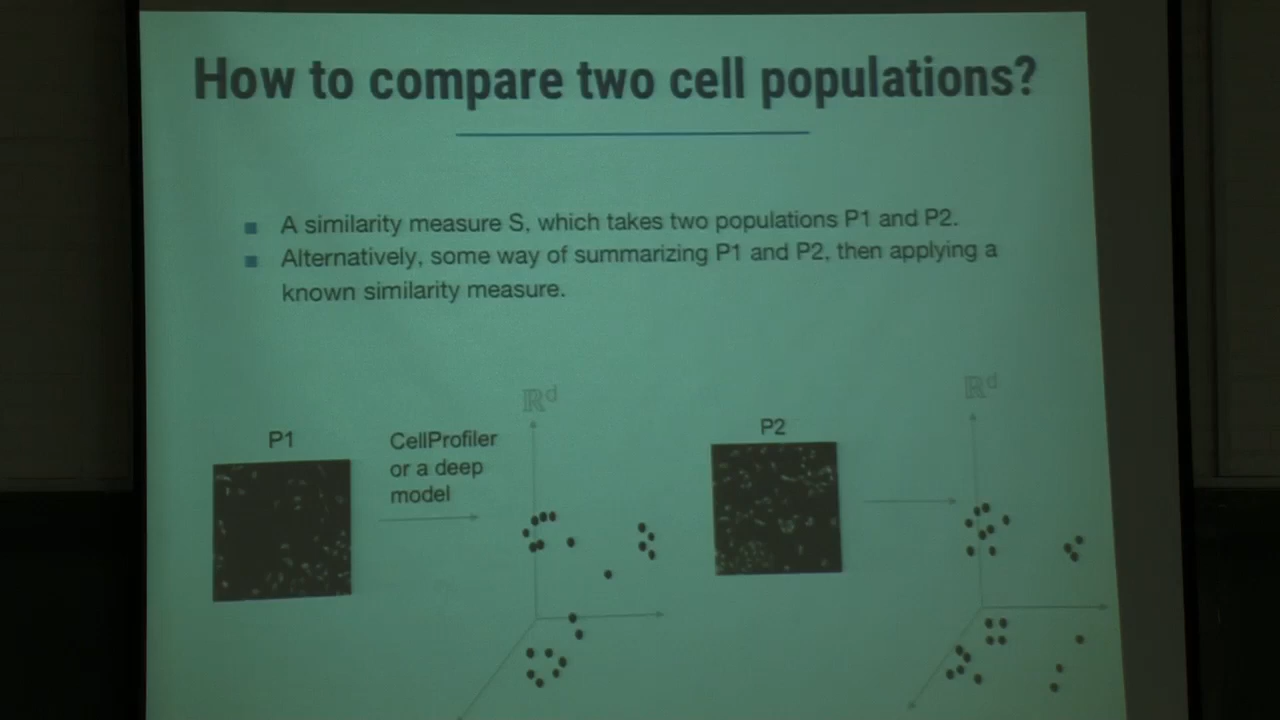 How to compare two cell populations?
A similarity measure S, which takes two populations P1 and P2.
Alternatively, some way of summarizing P1 and P2, then applying a
known similarity measure.
ℝᵈ
ℝᵈ
P1
CellProfiler
or a deep
model
P2